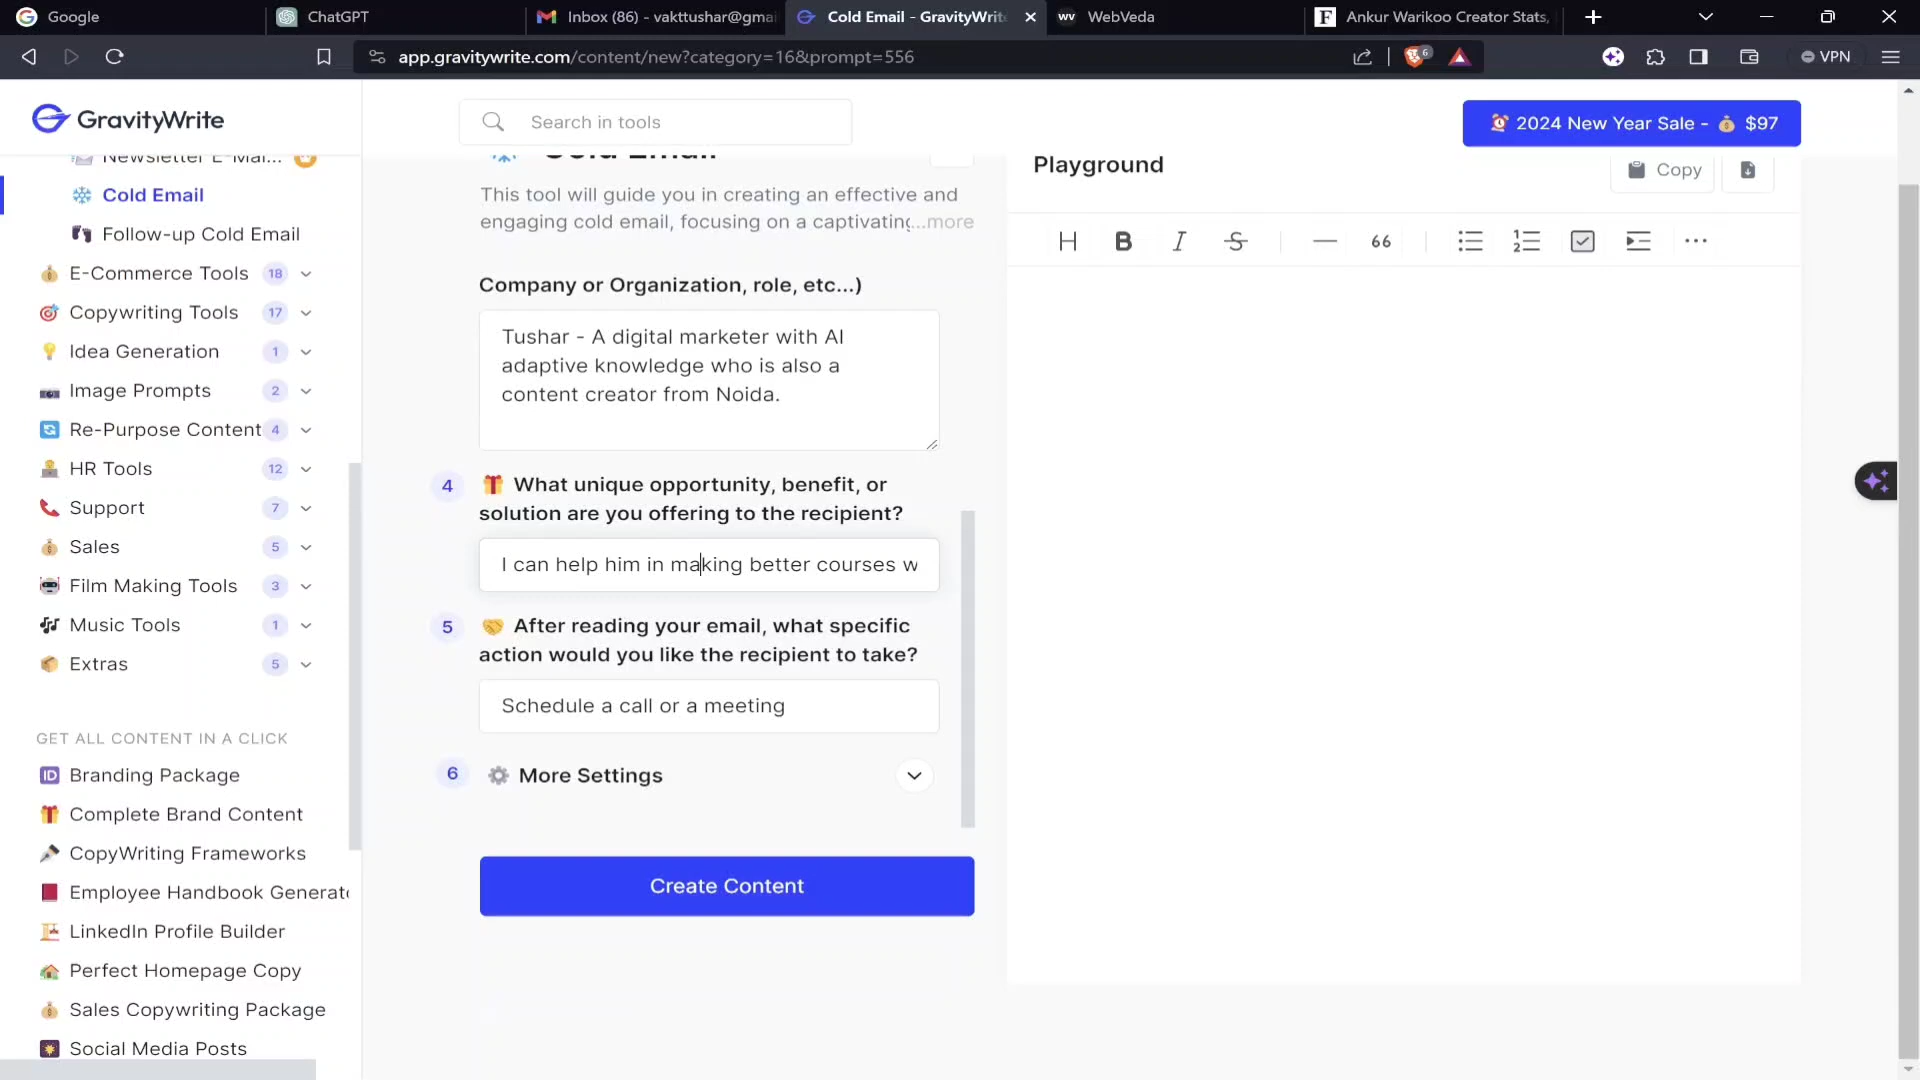 Google
ChatGPT
Inbox (86) - vakttushar@gmai
Cold Email - GravityWrite
WebVeda
Ankur Warikoo Creator Stats,
app.gravitywrite.com/content/new?category=16&prompt=556
6
VPN
GravityWrite
Search in tools
2024 New Year Sale - $97
Newsletter E-Mai...
Cold Email
Follow-up Cold Email
E-Commerce Tools 18
Copywriting Tools 17
Idea Generation 1
Image Prompts 2
Re-Purpose Content 4
HR Tools 12
Support 7
Sales 5
Film Making Tools 3
Music Tools 1
Extras 5
GET ALL CONTENT IN A CLICK
Branding Package
Complete Brand Content
CopyWriting Frameworks
Employee Handbook Generato
LinkedIn Profile Builder
Perfect Homepage Copy
Sales Copywriting Package
Social Media Posts
Cold Email
This tool will guide you in creating an effective and
engaging cold email, focusing on a captivating...more
Company or Organization, role, etc...)
Tushar - A digital marketer with AI
adaptive knowledge who is also a
content creator from Noida.
4 What unique opportunity, benefit, or
solution are you offering to the recipient?
I can help him in making better courses w
5 After reading your email, what specific
action would you like the recipient to take?
Schedule a call or a meeting
6 More Settings
Create Content
Playground
Copy